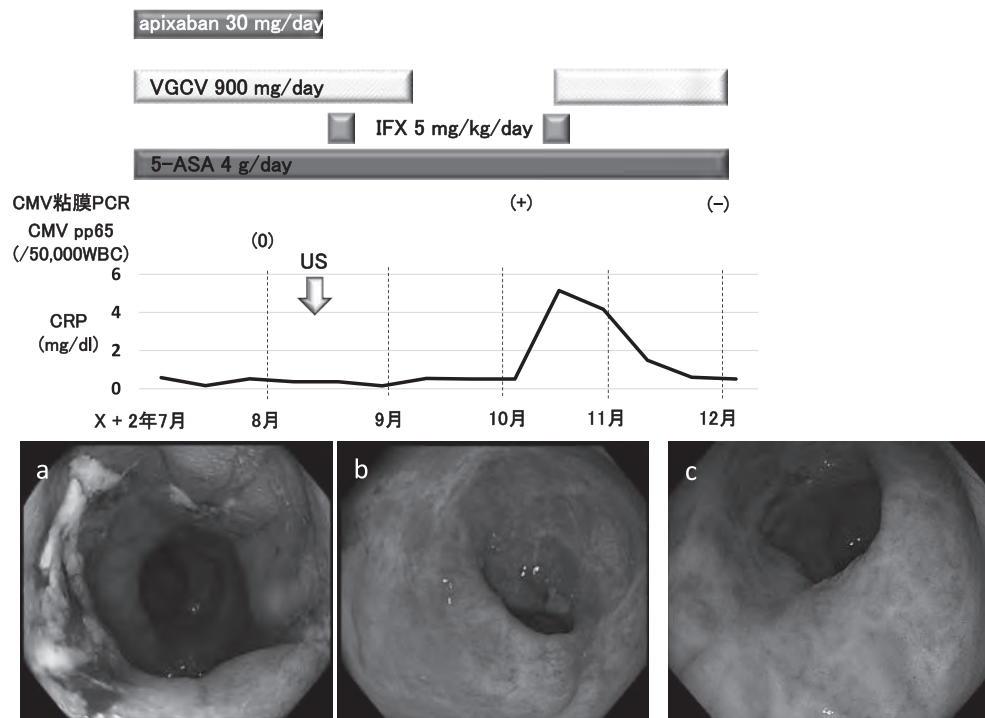 apixaban 30 mg/day
VGCV 900 mg/day
IFX 5 mg/kg/day
5-ASA 4 g/day
CMV粘膜PCR (+) (-)
CMV pp65
(/50,000WBC)
(0)
US
6
4
2
0
CRP
(mg/dl)
X + 2年7月 8月 9月 10月 11月 12月
a b c